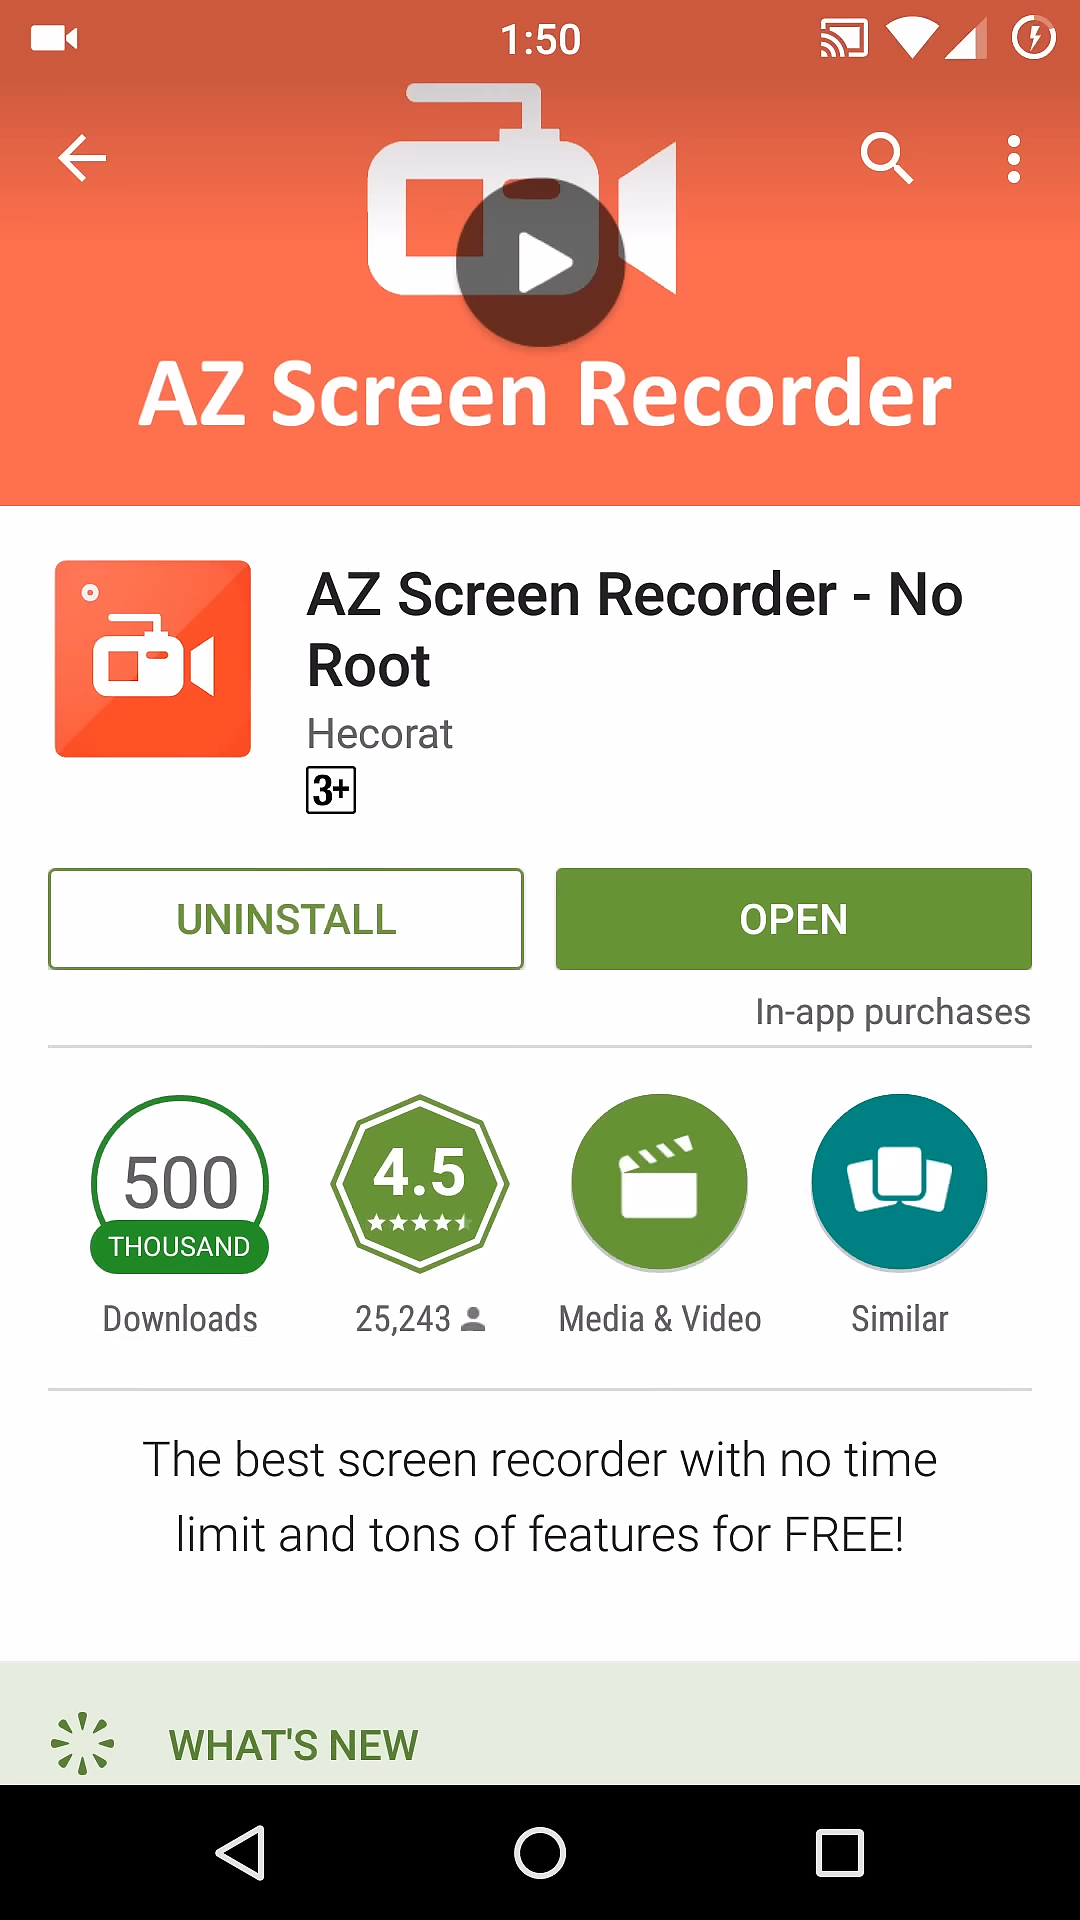 1:50
AZ Screen Recorder
AZ Screen Recorder - No
Root
Hecorat
3+
UNINSTALL
OPEN
In-app purchases
500
THOUSAND
Downloads
4.5
25,243
Media & Video
Similar
The best screen recorder with no time
limit and tons of features for FREE!
WHAT'S NEW